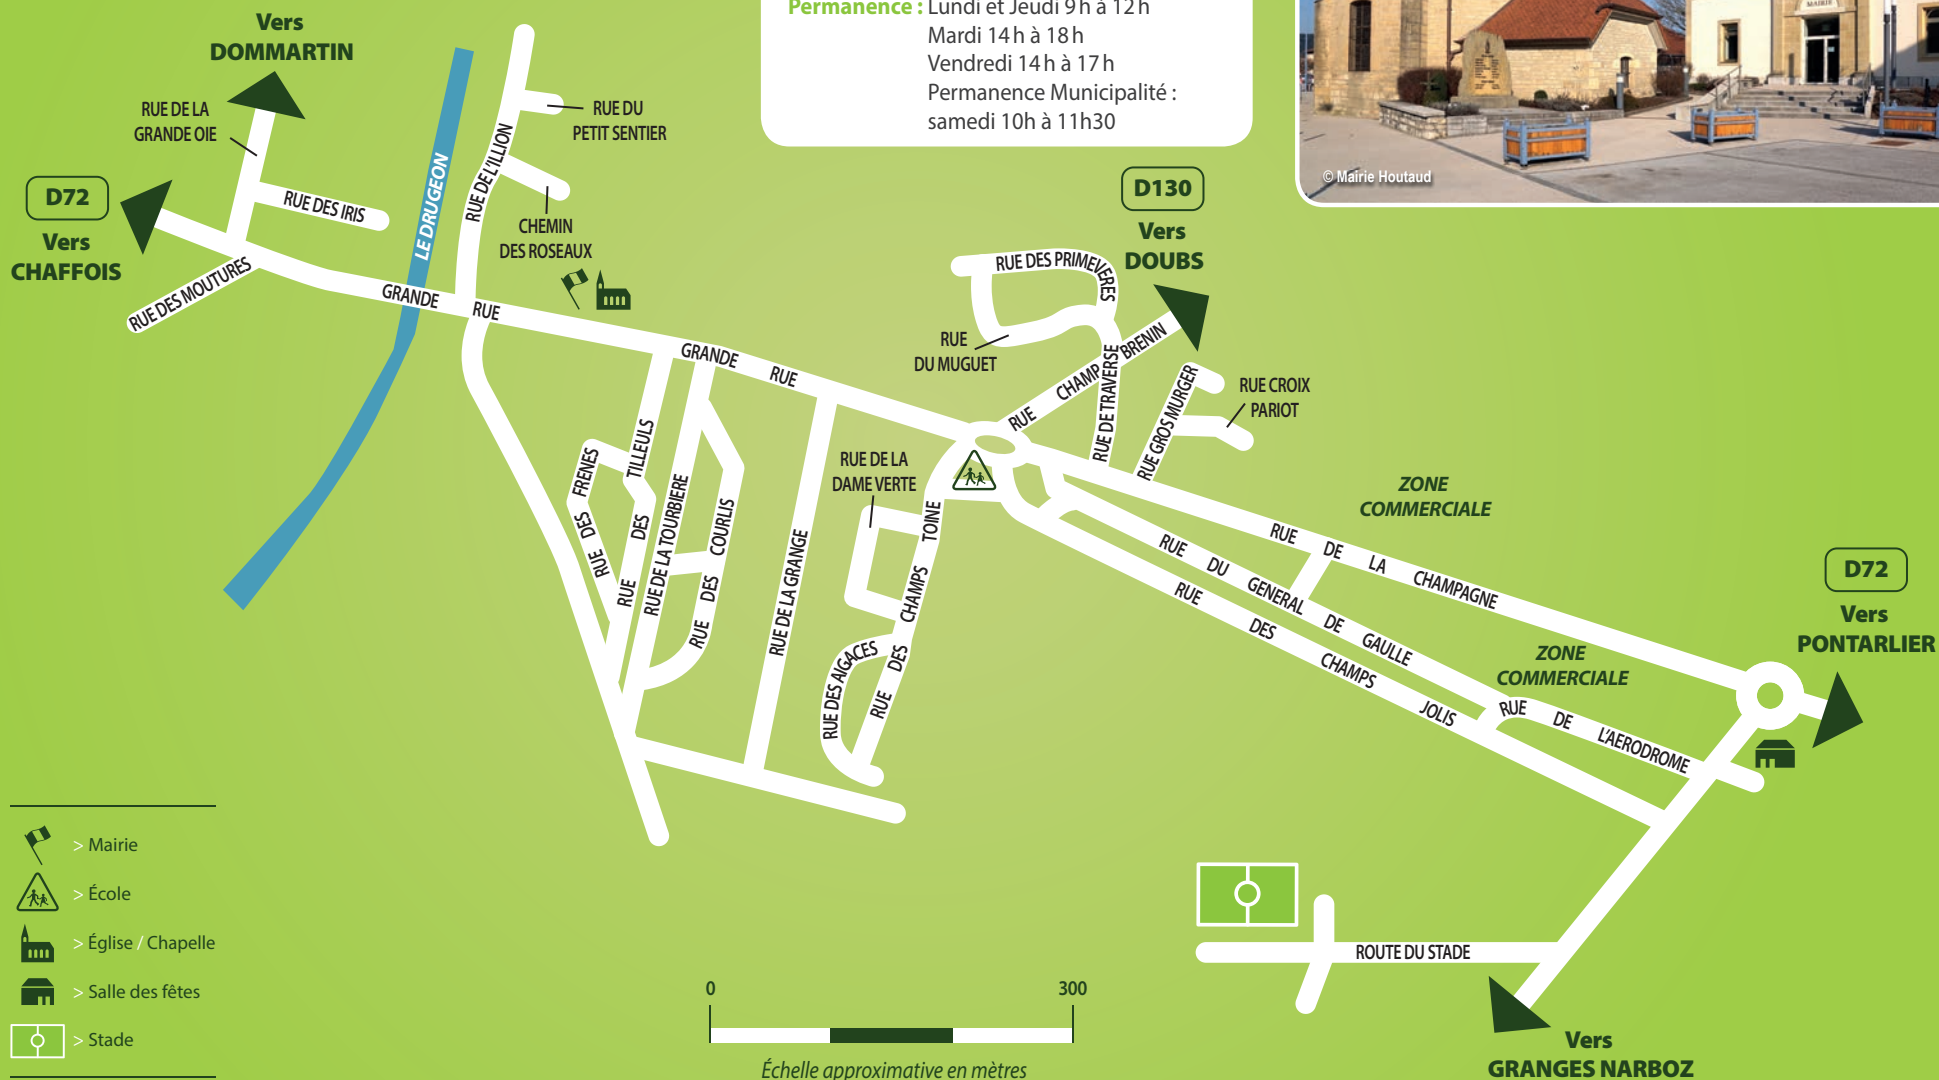 Permanence : Lundi et Jeudi 9 h à 12 h
Mardi 14 h à 18 h
Vendredi 14 h à 17 h
Permanence Municipalité :
samedi 10h à 11h30
MAIRIE
© Mairie Houtaud
Vers
DOMMARTIN
RUE DE LA
GRANDE OIE
D72
Vers
CHAFFOIS
RUE DES IRIS
RUE DES MOUTURES
LE DRUGEON
RUE DE L'ILLION
RUE DU
PETIT SENTIER
CHEMIN
DES ROSEAUX
GRANDE RUE
GRANDE RUE
D130
Vers
DOUBS
RUE DES PRIMEVERES
RUE
DU MUGUET
RUE CHAMP BRENIN
RUE DE TRAVERSE
RUE GROS MURGER
RUE CROIX
PARIOT
RUE DES FRENES
RUE DES TILLEULS
RUE DE LA TOURBIERE
RUE DES COURLIS
RUE DE LA GRANGE
RUE DE LA
DAME VERTE
RUE DES CHAMPS TOINE
RUE DES AIGACES
ZONE
COMMERCIALE
RUE DE LA CHAMPAGNE
RUE DU GENERAL DE GAULLE
RUE DES CHAMPS JOLIS
ZONE
COMMERCIALE
RUE DE L'AERODROME
D72
Vers
PONTARLIER
ROUTE DU STADE
Vers
GRANGES NARBOZ
> Mairie
> École
> Église / Chapelle
> Salle des fêtes
> Stade
0 300
Échelle approximative en mètres